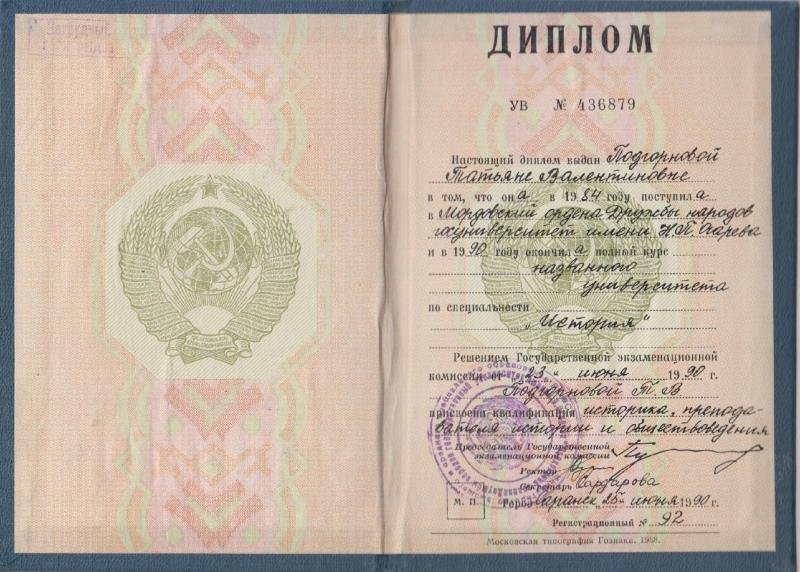 Нагрудный
ДИПЛОМ
УВ № 436879
Настоящий диплом выдан Подгорновой
Татьяне Валентиновне
в том, что она в 1984 году поступила
в Мордовский ордена Дружбы народов
госуниверситет имени Н.П. Огарева
и в 1990 году окончила полный курс
названного
университета
по специальности
„История"
Решением Государственной экзаменационной
комиссии от „23" июня 1990 г.
Подгорновой Т.В
присвоена квалификация историка, препода-
вателя истории и обществоведения
Председатель Государственной
экзаменационной комиссии
Ректор
Секретарь Сардарова
М. П. Город Саранск „25" июня 1990 г.
Регистрационный № 92
Московская типография Гознака. 1988.